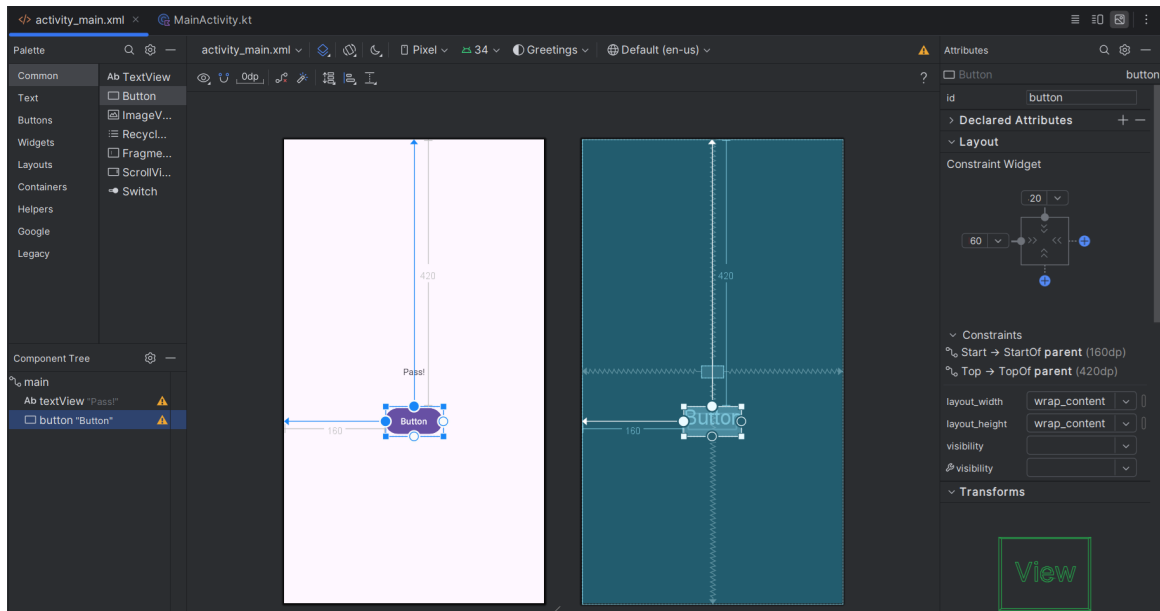 activity_main.xml
MainActivity.kt
Palette
activity_main.xml
Pixel
34
Greetings
Default (en-us)
Attributes
Common
Text
Buttons
Widgets
Layouts
Containers
Helpers
Google
Legacy
Ab TextView
Button
ImageV...
Recycl...
Fragme...
ScrollVi...
Switch
0dp
?
Button
button
id
button
Declared Attributes
Layout
Constraint Widget
20
60
420
Pass!
Button
160
420
Button
160
Constraints
Start → StartOf parent (160dp)
Top → TopOf parent (420dp)
layout_width
wrap_content
layout_height
wrap_content
visibility
visibility
Transforms
View
Component Tree
main
Ab textView "Pass!"
button "Button"